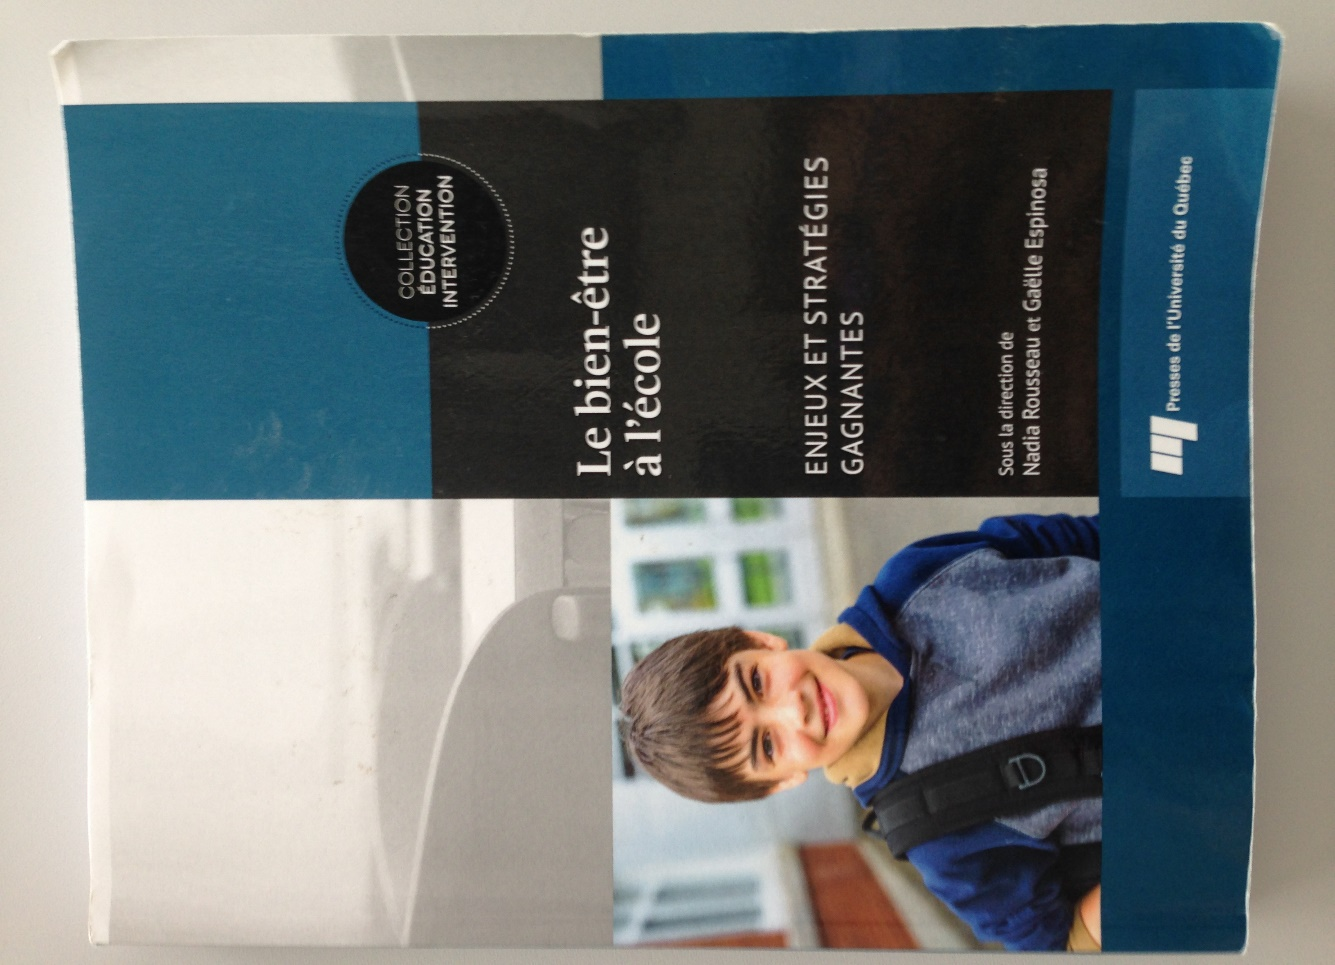 COLLECTION
ÉDUCATION
INTERVENTION
Le bien-être
à l'école
ENJEUX ET STRATÉGIES
GAGNANTES
Sous la direction de
Nadia Rousseau et Gaëlle Espinosa
Presses de l'Université du Québec